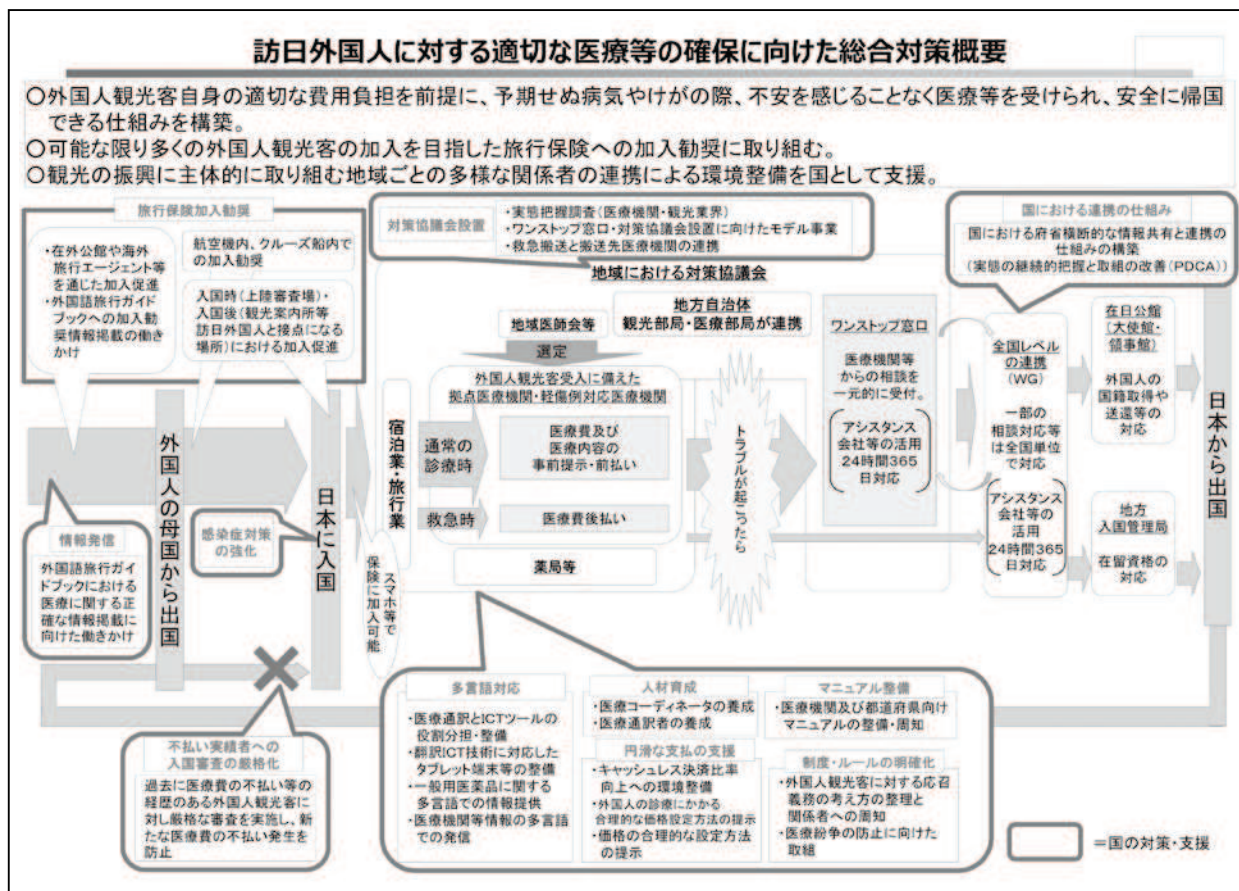 訪日外国人に対する適切な医療等の確保に向けた総合対策概要
○外国人観光客自身の適切な費用負担を前提に、予期せぬ病気やけがの際、不安を感じることなく医療等を受けられ、安全に帰国
できる仕組みを構築。
○可能な限り多くの外国人観光客の加入を目指した旅行保険への加入勧奨に取り組む。
○観光の振興に主体的に取り組む地域ごとの多様な関係者の連携による環境整備を国として支援。
旅行保険加入勧奨
・在外公館や海外
旅行エージェント等
を通じた加入促進
・外国語旅行ガイド
ブックへの加入勧
奨情報掲載の働き
かけ
航空機内、クルーズ船内で
の加入勧奨
入国時(上陸審査場)・
入国後(観光案内所等
訪日外国人と接点になる
場所)における加入促進
対策協議会設置
・実態把握調査(医療機関・観光業界)
・ワンストップ窓口・対策協議会設置に向けたモデル事業
・救急搬送と搬送先医療機関の連携
国における連携の仕組み
国における府省横断的な情報共有と連携の
仕組みの構築
(実態の継続的把握と取組の改善(PDCA))
地域における対策協議会
地域医師会等
地方自治体
観光部局・医療部局が連携
選定
外国人観光客受入に備えた
拠点医療機関・軽傷例対応医療機関
通常の
診療時
医療費及び
医療内容の
事前提示・前払い
救急時
医療費後払い
薬局等
宿泊業・旅行業
トラブルが起こったら
ワンストップ窓口
医療機関等
からの相談を
一元的に受付。
アシスタンス
会社等の活用
24時間365
日対応
全国レベル
の連携
(WG)
一部の
相談対応等
は全国単位
で対応
アシスタンス
会社等の
活用
24時間365
日対応
在日公館
(大使館・
領事館)
外国人の
国籍取得や
送還等の
対応
地方
入国管理局
在留資格の
対応
日本から出国
外国人の母国から出国
日本に入国
スマホ等で
保険に加入可能
情報発信
外国語旅行ガイ
ドブックにおける
医療に関する正
確な情報掲載に
向けた働きかけ
感染症対策
の強化
不払い実績者への
入国審査の厳格化
過去に医療費の不払い等の
経歴のある外国人観光客に
対し厳格な審査を実施し、新
たな医療費の不払い発生を
防止
多言語対応
・医療通訳とICTツールの
役割分担・整備
・翻訳ICT技術に対応した
タブレット端末等の整備
・一般用医薬品に関する
多言語での情報提供
・医療機関等情報の多言語
での発信
人材育成
・医療コーディネータの養成
・医療通訳者の養成
円滑な支払の支援
・キャッシュレス決済比率
向上への環境整備
・外国人の診療にかかる
合理的な価格設定方法の提示
・価格の合理的な設定方法
の提示
マニュアル整備
・医療機関及び都道府県向け
マニュアルの整備・周知
制度・ルールの明確化
・外国人観光客に対する応召
義務の考え方の整理と
関係者への周知
・医療紛争の防止に向けた
取組
=国の対策・支援